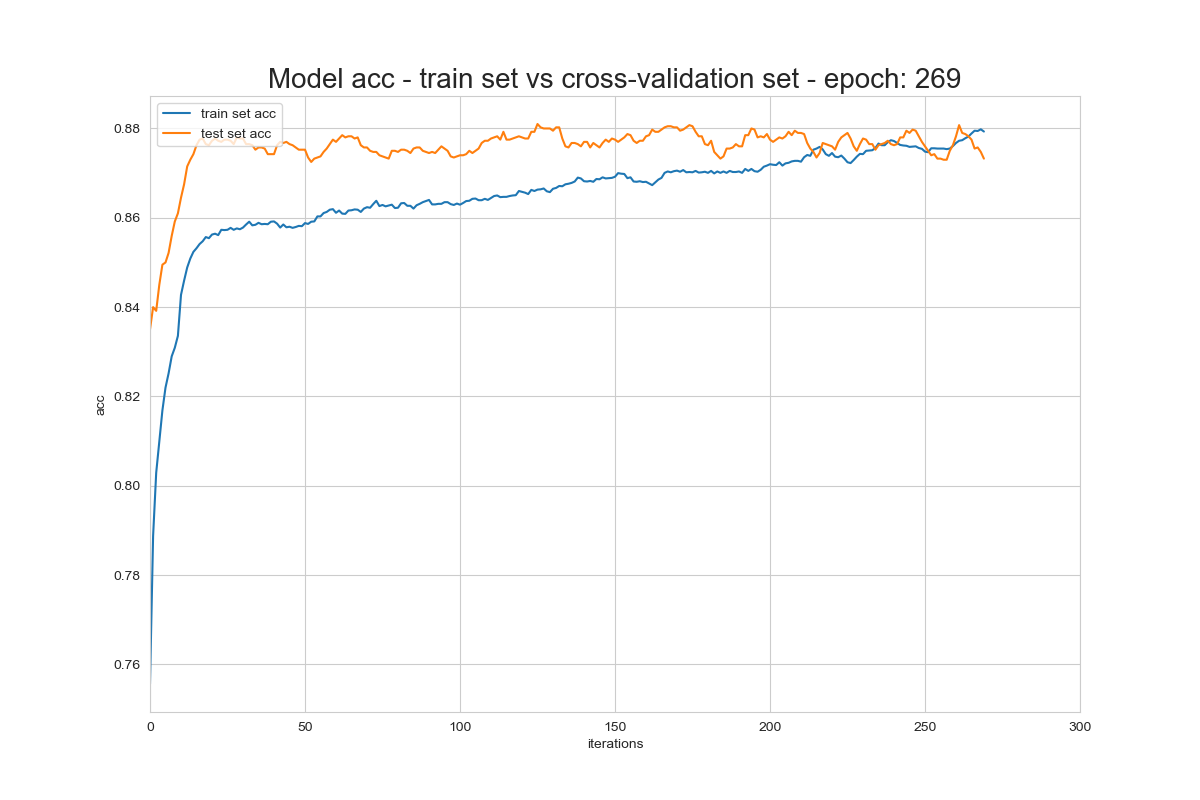 Model acc - train set vs cross-validation set - epoch: 269
train set acc
test set acc
0.88
0.86
0.84
0.82
0.80
0.78
0.76
acc
0 50 100 150 200 250 300
iterations